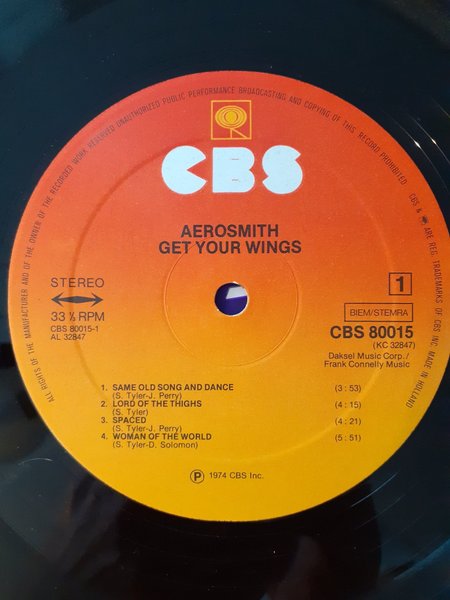 ALL RIGHTS OF THE MANUFACTURER AND OF THE OWNER OF THE RECORDED WORK RESERVED UNAUTHORIZED PUBLIC PERFORMANCE BROADCASTING AND COPYING OF THIS RECORD PROHIBITED
CBS & ARE REG. TRADEMARKS OF CBS INC. MADE IN HOLLAND
CBS
AEROSMITH
GET YOUR WINGS
STEREO
33 ⅓ RPM
CBS 80015-1
AL 32847
1
BIEM/STEMRA
CBS 80015
(KC 32847)
Daksel Music Corp./
Frank Connelly Music
1. SAME OLD SONG AND DANCE (3 : 53)
(S. Tyler-J. Perry)
2. LORD OF THE THIGHS (4 : 15)
(S. Tyler)
3. SPACED (4 : 21)
(S. Tyler-J. Perry)
4. WOMAN OF THE WORLD (5 : 51)
(S. Tyler-D. Solomon)
Ⓟ 1974 CBS Inc.